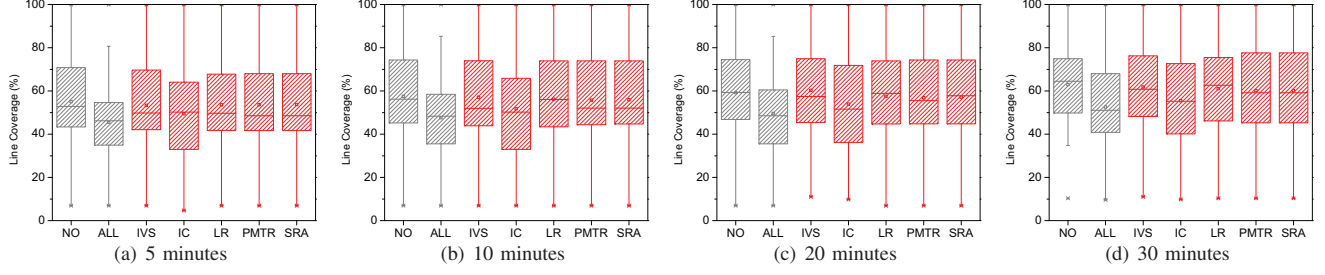 100
80
60
40
20
0
Line Coverage (%)
NO ALL IVS IC LR PMTR SRA
(a) 5 minutes
100
80
60
40
20
0
Line Coverage (%)
NO ALL IVS IC LR PMTR SRA
(b) 10 minutes
100
80
60
40
20
0
Line Coverage (%)
NO ALL IVS IC LR PMTR SRA
(c) 20 minutes
100
80
60
40
20
0
Line Coverage (%)
NO ALL IVS IC LR PMTR SRA
(d) 30 minutes